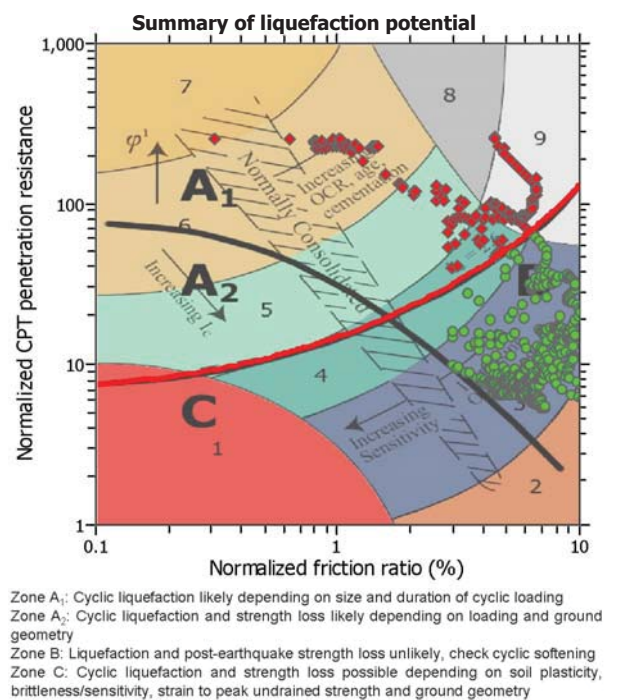 Summary of liquefaction potential
1,000
100
10
1
Normalized CPT penetration resistance
7
8
9
φ'
Normally Consolidated
Increasing
OCR, age,
cementation
A1
6
A2
Increasing Ic
5
4
C
1
Increasing
Sensitivity
3
2
0.1
1
10
Normalized friction ratio (%)
Zone A₁: Cyclic liquefaction likely depending on size and duration of cyclic loading
Zone A₂: Cyclic liquefaction and strength loss likely depending on loading and ground
geometry
Zone B: Liquefaction and post-earthquake strength loss unlikely, check cyclic softening
Zone C: Cyclic liquefaction and strength loss possible depending on soil plasticity,
brittleness/sensitivity, strain to peak undrained strength and ground geometry